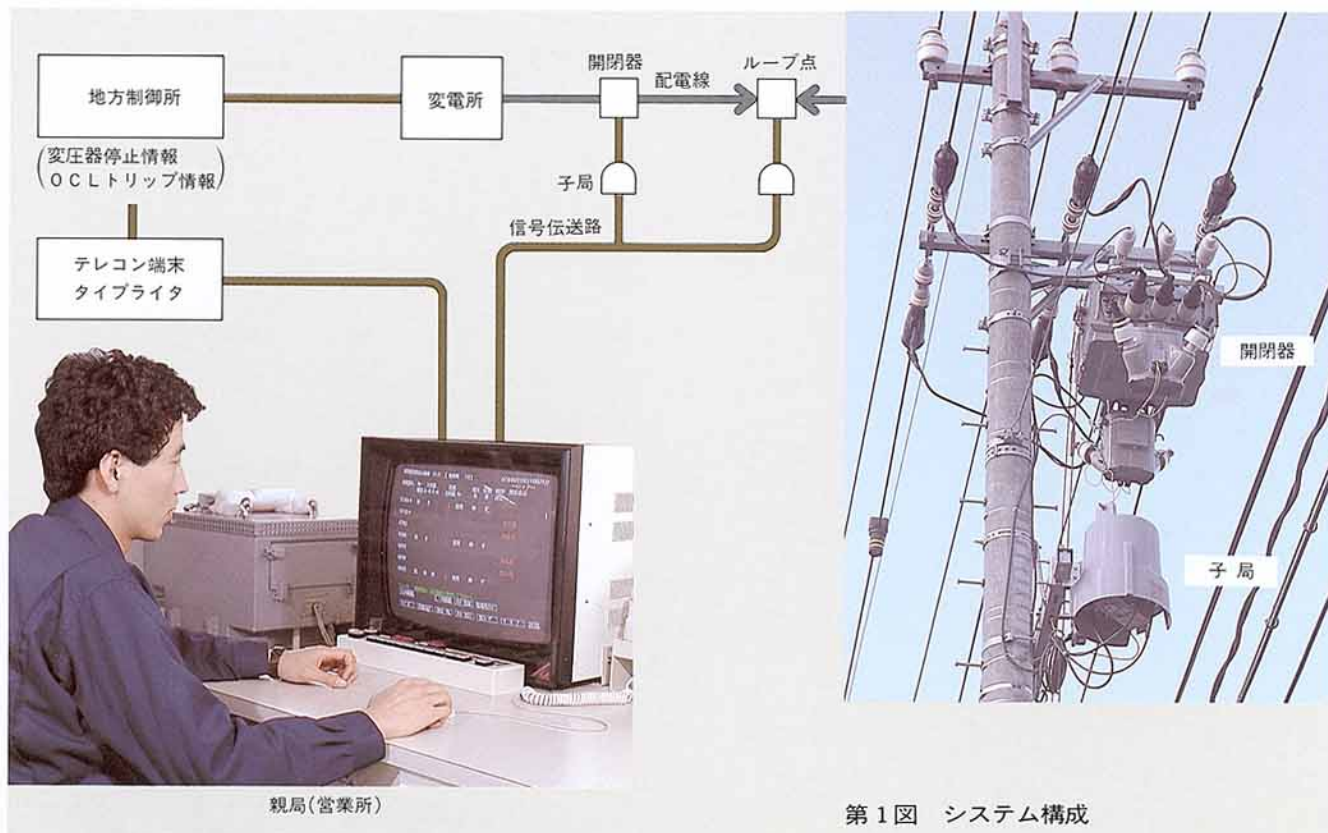 地方制御所
(変圧器停止情報
OCLトリップ情報)
変電所
開閉器
配電線
ループ点
子局
信号伝送路
テレコン端末
タイプライタ
開閉器
子局
親局(営業所)
第1図 システム構成